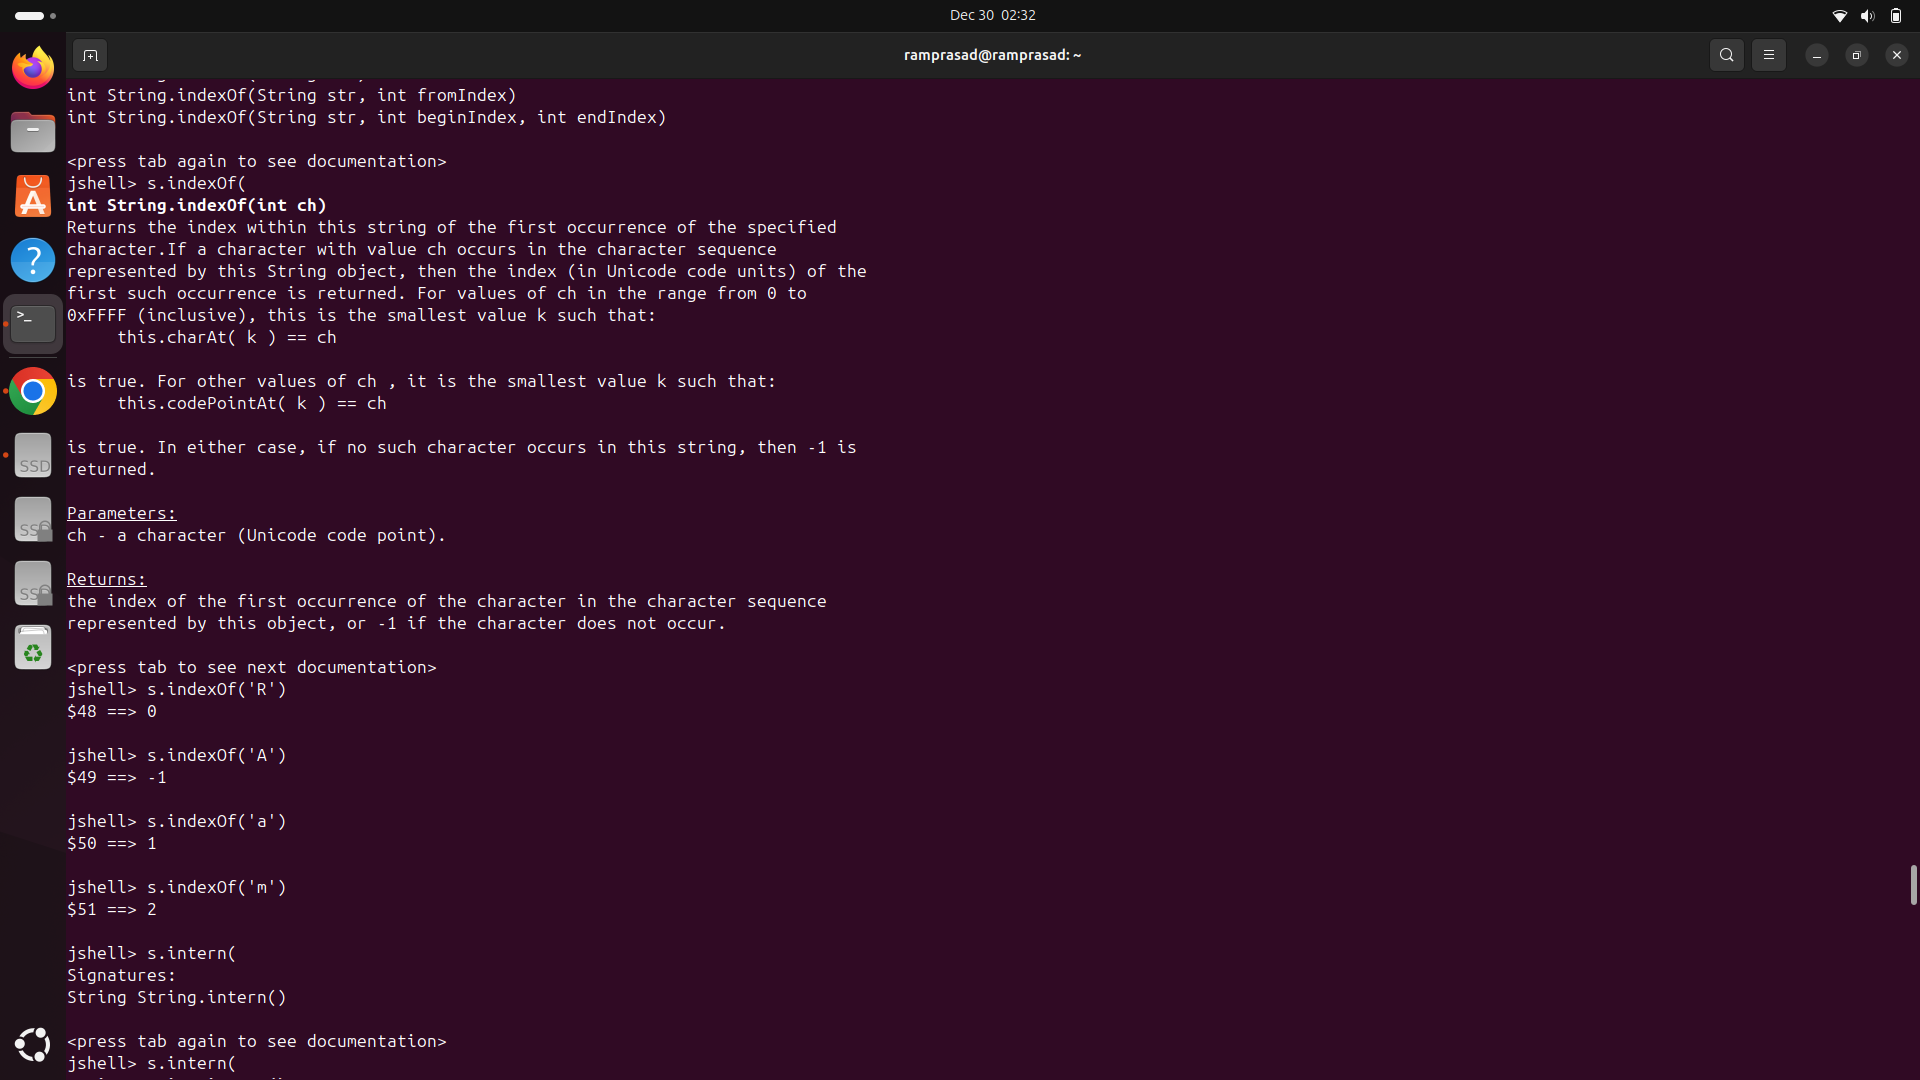 Dec 30 02:32
ramprasad@ramprasad: ~
int String.indexOf(String str, int fromIndex)
int String.indexOf(String str, int beginIndex, int endIndex)
<press tab again to see documentation>
jshell> s.indexOf(
int String.indexOf(int ch)
Returns the index within this string of the first occurrence of the specified
character.If a character with value ch occurs in the character sequence
represented by this String object, then the index (in Unicode code units) of the
first such occurrence is returned. For values of ch in the range from 0 to
0xFFFF (inclusive), this is the smallest value k such that:
this.charAt( k ) == ch
is true. For other values of ch , it is the smallest value k such that:
this.codePointAt( k ) == ch
is true. In either case, if no such character occurs in this string, then -1 is
returned.
Parameters:
ch - a character (Unicode code point).
Returns:
the index of the first occurrence of the character in the character sequence
represented by this object, or -1 if the character does not occur.
<press tab to see next documentation>
jshell> s.indexOf('R')
$48 ==> 0
jshell> s.indexOf('A')
$49 ==> -1
jshell> s.indexOf('a')
$50 ==> 1
jshell> s.indexOf('m')
$51 ==> 2
jshell> s.intern(
Signatures:
String String.intern()
<press tab again to see documentation>
jshell> s.intern(
SSD
SSD
SSD